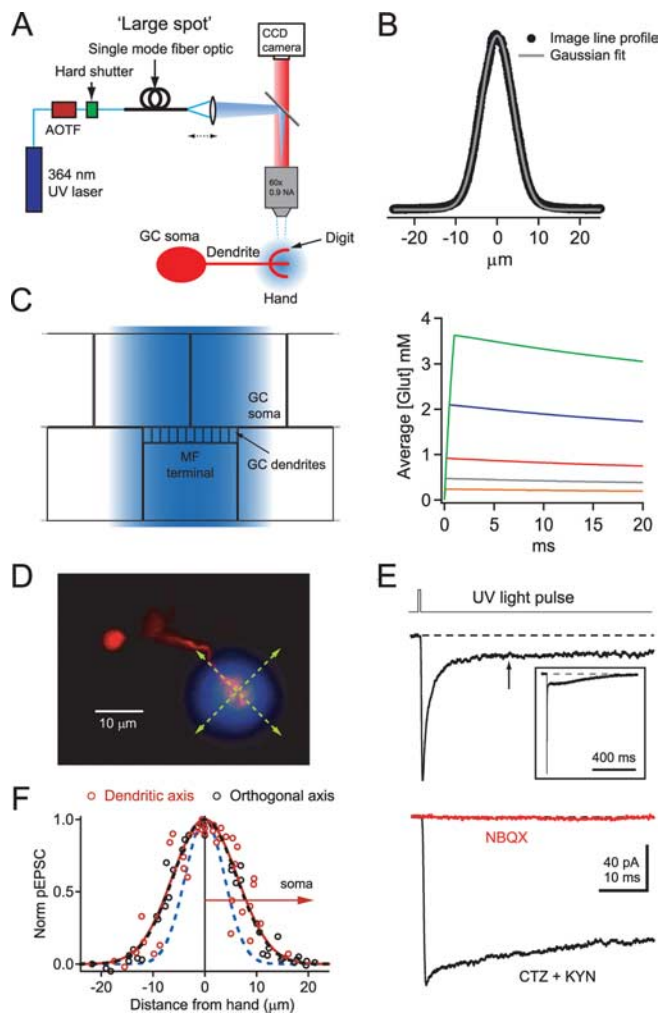 A
'Large spot'
Single mode fiber optic
Hard shutter
AOTF
364 nm
UV laser
CCD
camera
60x
0.9 NA
GC soma
Dendrite
Digit
Hand
B
Image line profile
Gaussian fit
-20 -10 0 10 20
μm
C
GC
soma
MF
terminal
GC dendrites
Average [Glut] mM
4
3
2
1
0
0 5 10 15 20
ms
D
10 μm
E
UV light pulse
400 ms
NBQX
40 pA
10 ms
CTZ + KYN
F
Dendritic axis
Orthogonal axis
Norm pEPSC
1.0
0.5
0.0
soma
-20 -10 0 10 20
Distance from hand (μm)